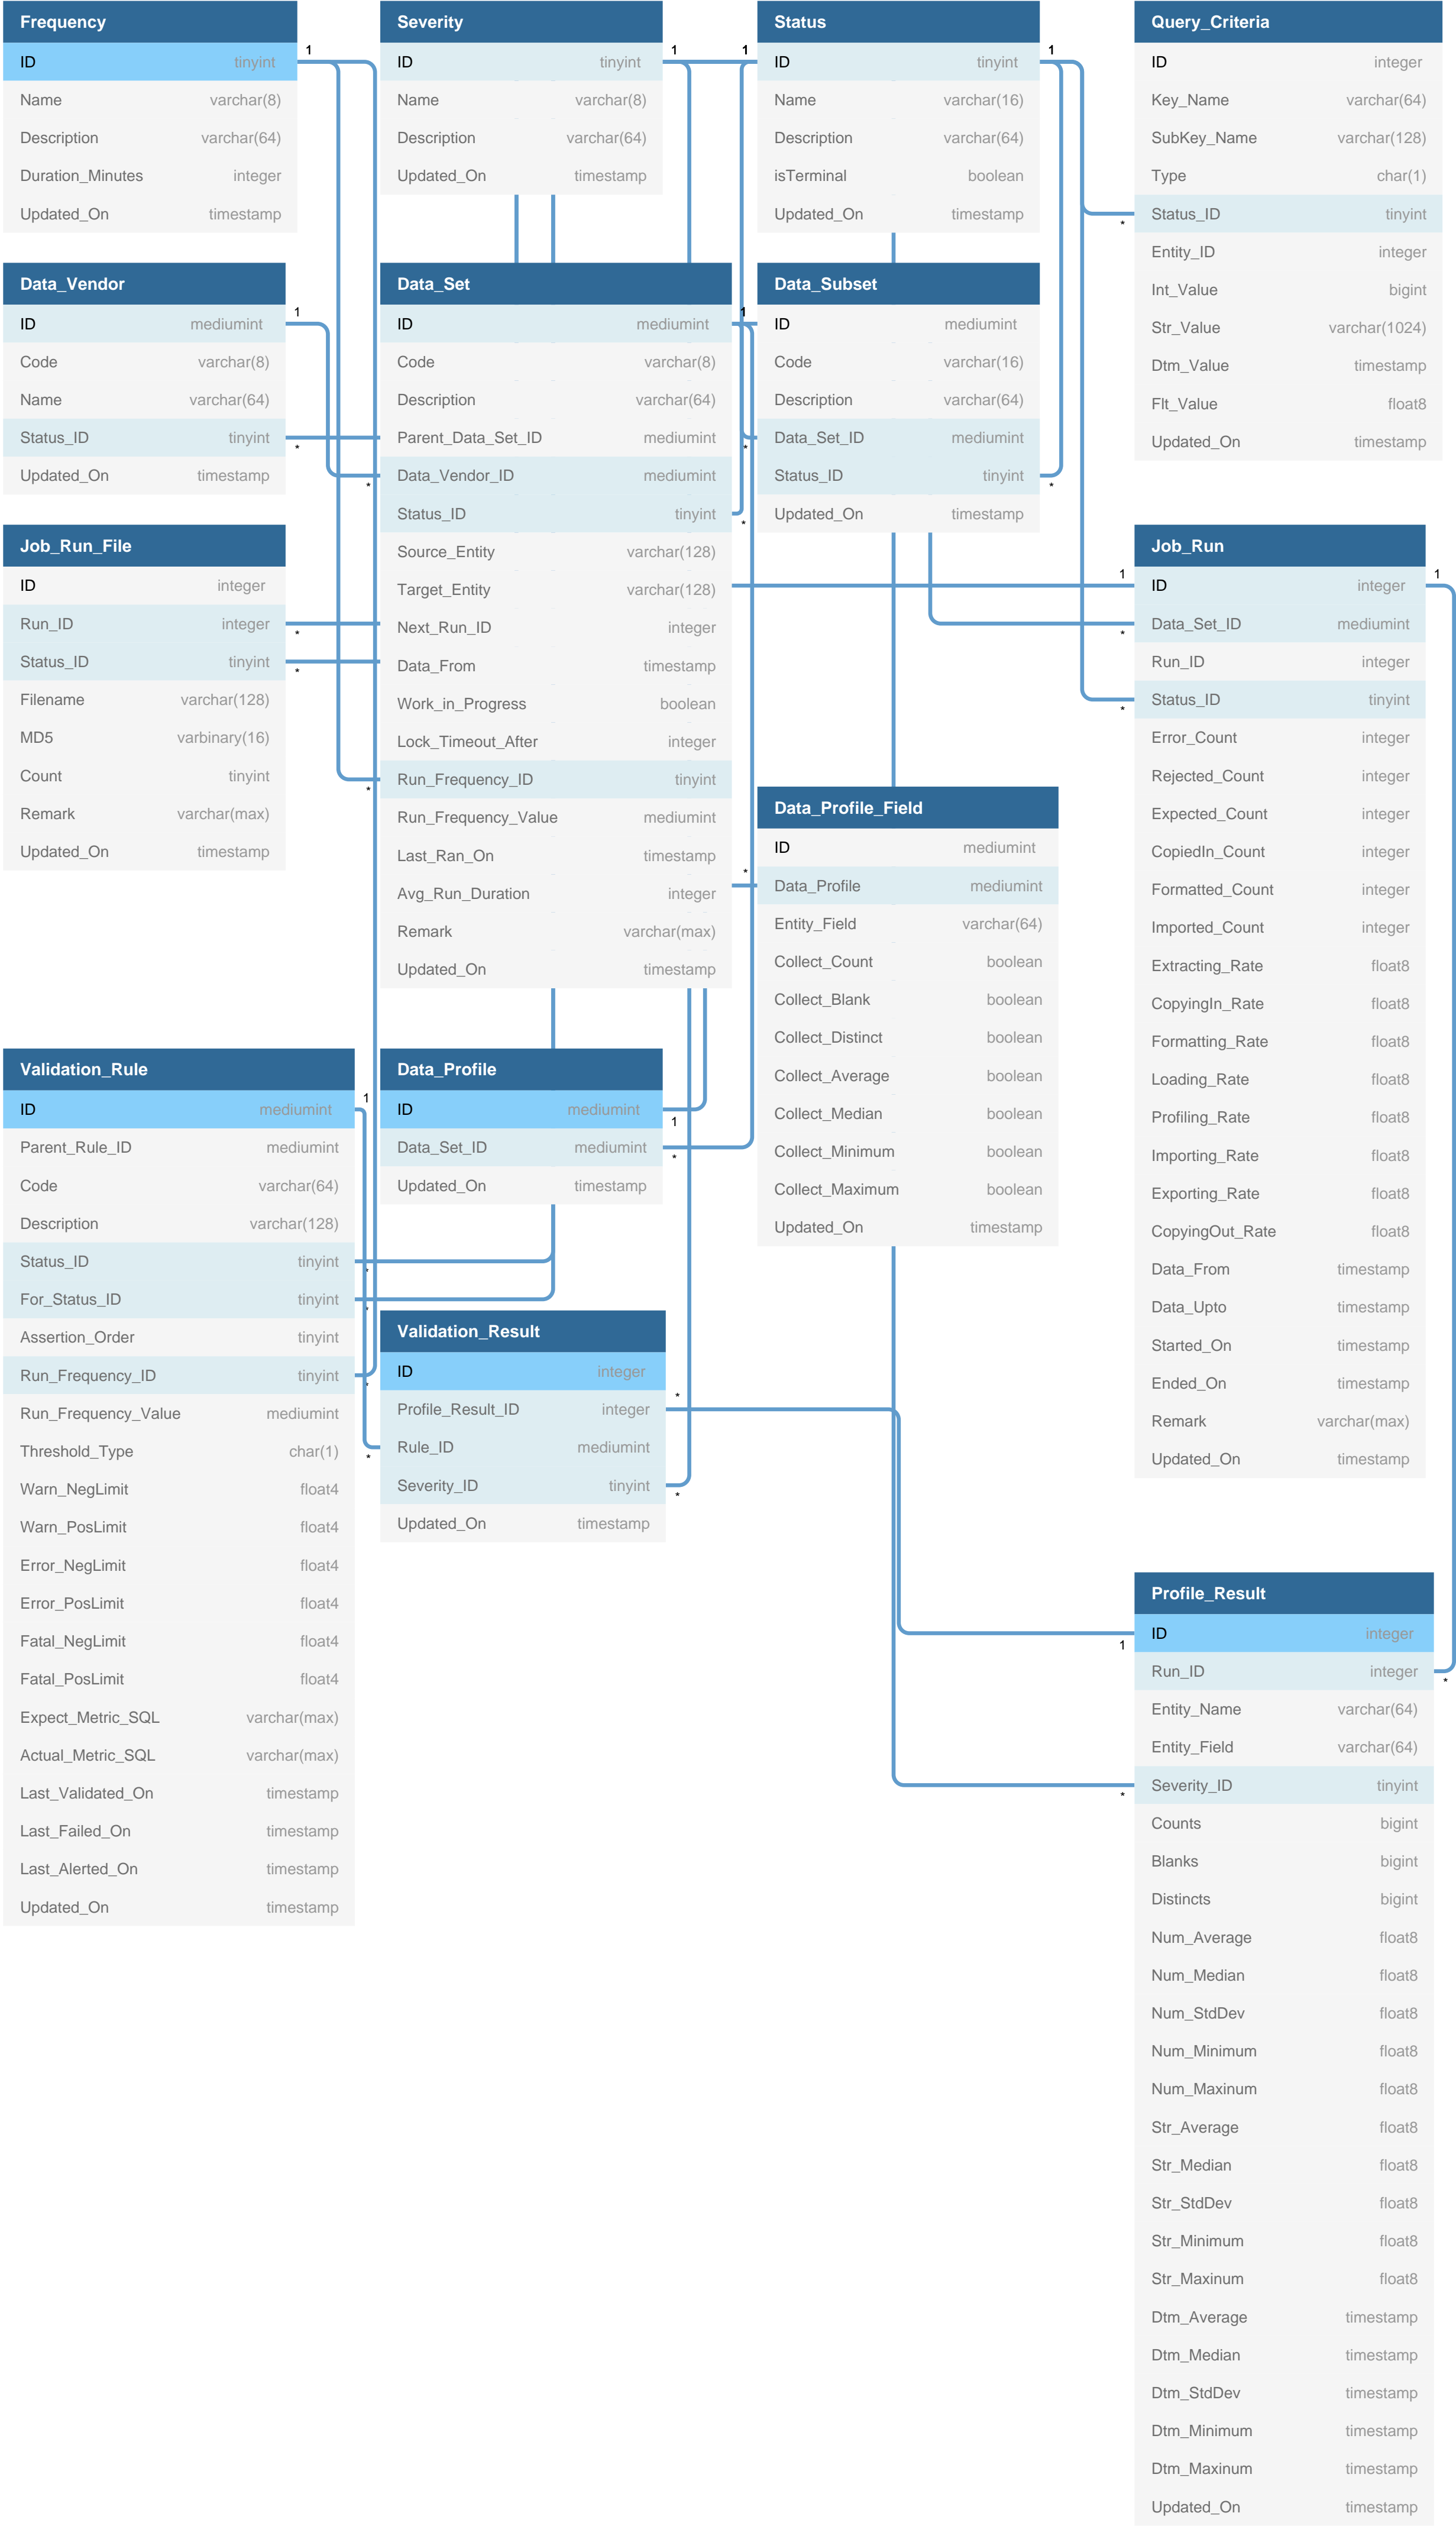 Frequency
ID tinyint
Name varchar(8)
Description varchar(64)
Duration_Minutes integer
Updated_On timestamp
1
Severity
ID tinyint
Name varchar(8)
Description varchar(64)
Updated_On timestamp
1
1
Status
ID tinyint
Name varchar(16)
Description varchar(64)
isTerminal boolean
Updated_On timestamp
1
Query_Criteria
ID integer
Key_Name varchar(64)
SubKey_Name varchar(128)
Type char(1)
Status_ID tinyint
*
Entity_ID integer
Int_Value bigint
Str_Value varchar(1024)
Dtm_Value timestamp
Flt_Value float8
Updated_On timestamp
Data_Vendor
ID mediumint
1
Code varchar(8)
Name varchar(64)
Status_ID tinyint
*
Updated_On timestamp
Data_Set
ID mediumint
1
Code varchar(8)
Description varchar(64)
Parent_Data_Set_ID mediumint
Data_Vendor_ID mediumint
*
Status_ID tinyint
*
Source_Entity varchar(128)
Target_Entity varchar(128)
Next_Run_ID integer
Data_From timestamp
Work_in_Progress boolean
Lock_Timeout_After integer
Run_Frequency_ID tinyint
*
Run_Frequency_Value mediumint
Last_Ran_On timestamp
Avg_Run_Duration integer
Remark varchar(max)
Updated_On timestamp
Data_Subset
ID mediumint
Code varchar(16)
Description varchar(64)
Data_Set_ID mediumint
*
Status_ID tinyint
*
Updated_On timestamp
Job_Run_File
ID integer
Run_ID integer
*
Status_ID tinyint
*
Filename varchar(128)
MD5 varbinary(16)
Count tinyint
Remark varchar(max)
Updated_On timestamp
Job_Run
1
ID integer
1
Data_Set_ID mediumint
*
Run_ID integer
Status_ID tinyint
*
Error_Count integer
Rejected_Count integer
Expected_Count integer
CopiedIn_Count integer
Formatted_Count integer
Imported_Count integer
Extracting_Rate float8
CopyingIn_Rate float8
Formatting_Rate float8
Loading_Rate float8
Profiling_Rate float8
Importing_Rate float8
Exporting_Rate float8
CopyingOut_Rate float8
Data_From timestamp
Data_Upto timestamp
Started_On timestamp
Ended_On timestamp
Remark varchar(max)
Updated_On timestamp
Data_Profile_Field
ID mediumint
*
Data_Profile mediumint
Entity_Field varchar(64)
Collect_Count boolean
Collect_Blank boolean
Collect_Distinct boolean
Collect_Average boolean
Collect_Median boolean
Collect_Minimum boolean
Collect_Maximum boolean
Updated_On timestamp
Validation_Rule
ID mediumint
1
Parent_Rule_ID mediumint
Code varchar(64)
Description varchar(128)
Status_ID tinyint
*
For_Status_ID tinyint
*
Assertion_Order tinyint
Run_Frequency_ID tinyint
*
Run_Frequency_Value mediumint
Threshold_Type char(1)
Warn_NegLimit float4
Warn_PosLimit float4
Error_NegLimit float4
Error_PosLimit float4
Fatal_NegLimit float4
Fatal_PosLimit float4
Expect_Metric_SQL varchar(max)
Actual_Metric_SQL varchar(max)
Last_Validated_On timestamp
Last_Failed_On timestamp
Last_Alerted_On timestamp
Updated_On timestamp
Data_Profile
ID mediumint
1
Data_Set_ID mediumint
*
Updated_On timestamp
Validation_Result
ID integer
*
Profile_Result_ID integer
Rule_ID mediumint
*
Severity_ID tinyint
*
Updated_On timestamp
Profile_Result
ID integer
1
Run_ID integer
*
Entity_Name varchar(64)
Entity_Field varchar(64)
Severity_ID tinyint
*
Counts bigint
Blanks bigint
Distincts bigint
Num_Average float8
Num_Median float8
Num_StdDev float8
Num_Minimum float8
Num_Maxinum float8
Str_Average float8
Str_Median float8
Str_StdDev float8
Str_Minimum float8
Str_Maxinum float8
Dtm_Average timestamp
Dtm_Median timestamp
Dtm_StdDev timestamp
Dtm_Minimum timestamp
Dtm_Maxinum timestamp
Updated_On timestamp